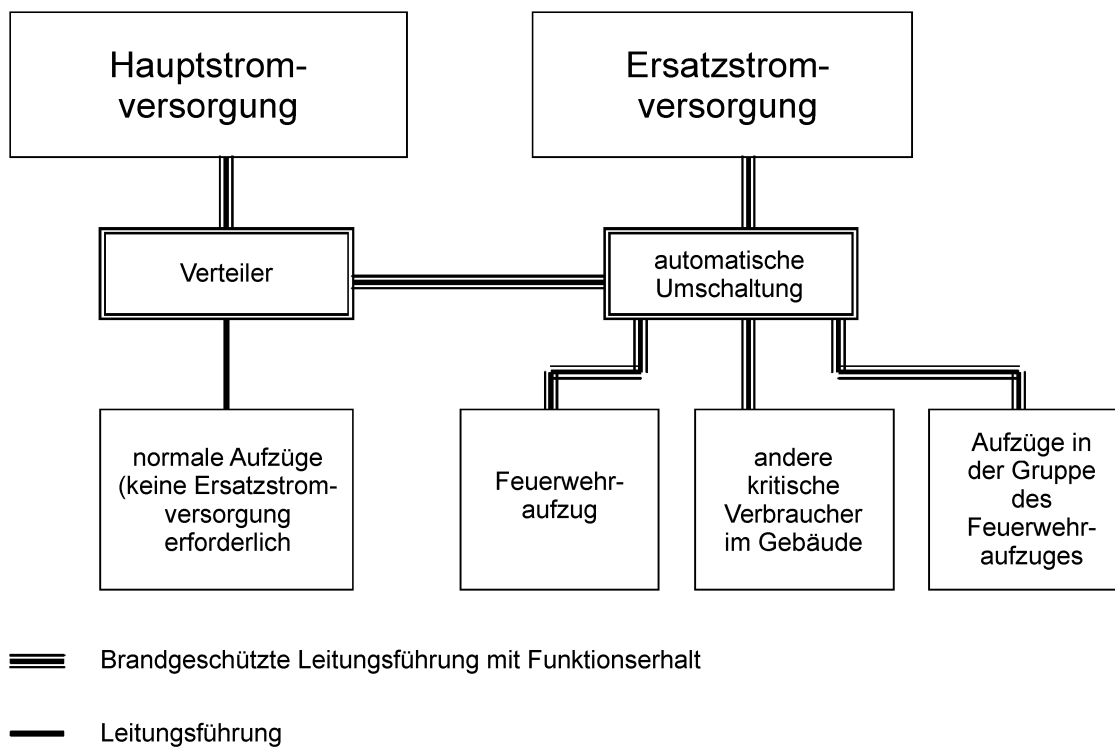 Hauptstrom-
versorgung
Ersatzstrom-
versorgung
Verteiler
automatische
Umschaltung
normale Aufzüge
(keine Ersatzstrom-
versorgung
erforderlich
Feuerwehr-
aufzug
andere
kritische
Verbraucher
im Gebäude
Aufzüge in
der Gruppe
des
Feuerwehr-
aufzuges
Brandgeschützte Leitungsführung mit Funktionserhalt
Leitungsführung